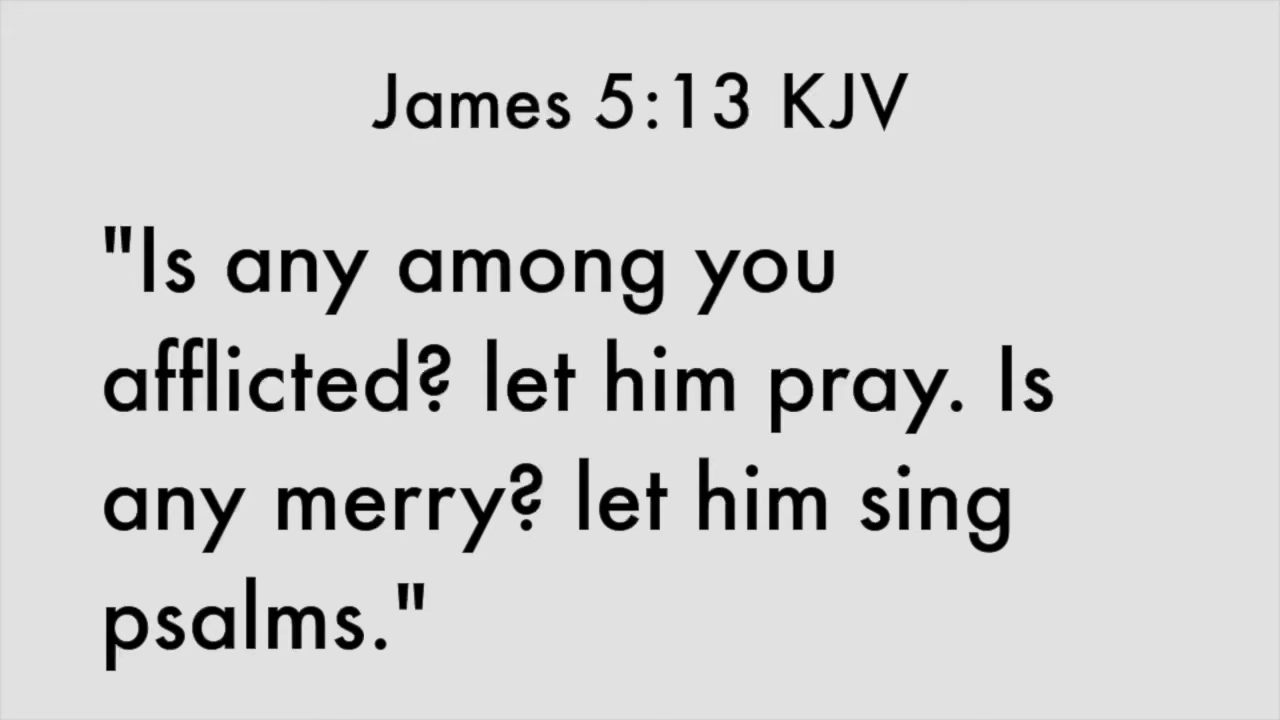 James 5:13 KJV
"Is any among you
afflicted? let him pray. Is
any merry? let him sing
psalms."